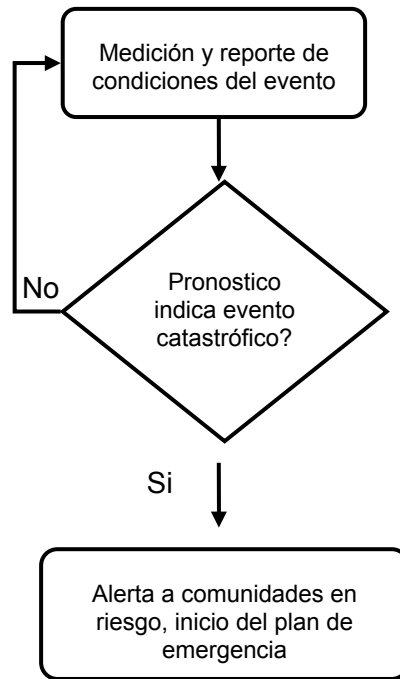 Medición y reporte de
condiciones del evento
No
Pronostico
indica evento
catastrófico?
Si
Alerta a comunidades en
riesgo, inicio del plan de
emergencia